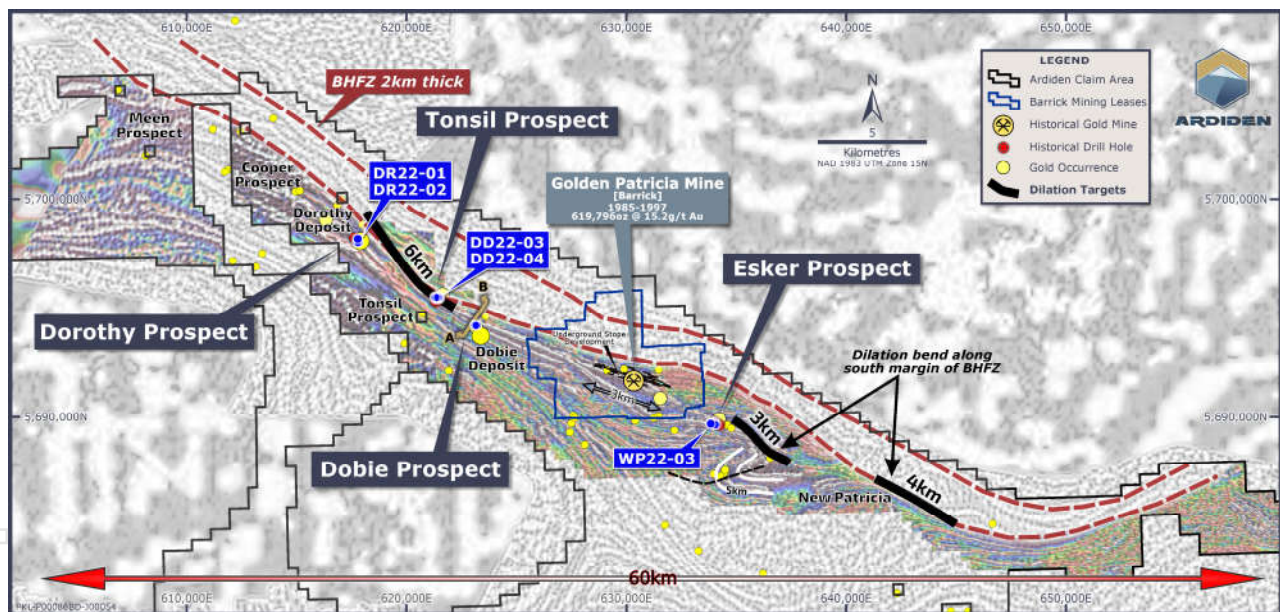 610,000E
620,000E
630,000E
640,000E
650,000E
BHFZ 2km thick
Tonsil Prospect
N
5
Kilometres
NAD 1983 UTM Zone 15N
LEGEND
Ardiden Claim Area
Barrick Mining Leases
Historical Gold Mine
Historical Drill Hole
Gold Occurrence
Dilation Targets
ARDIDEN
Meen
Prospect
Cooper
Prospect
DR22-01
DR22-02
Golden Patricia Mine
[Barrick]
1985-1997
619,796oz @ 15.2g/t Au
5,700,000N
5,700,000N
Dorothy
Deposit
6km
DD22-03
DD22-04
Esker Prospect
B
Dorothy Prospect
Tonsil
Prospect
A
Dobie
Deposit
Underground Stope
Development
3km
Dilation bend along
south margin of BHFZ
5,690,000N
5,690,000N
Dobie Prospect
WP22-03
3km
5km
New Patricia
4km
60km
610,000E
620,000E
630,000E
640,000E
650,000E